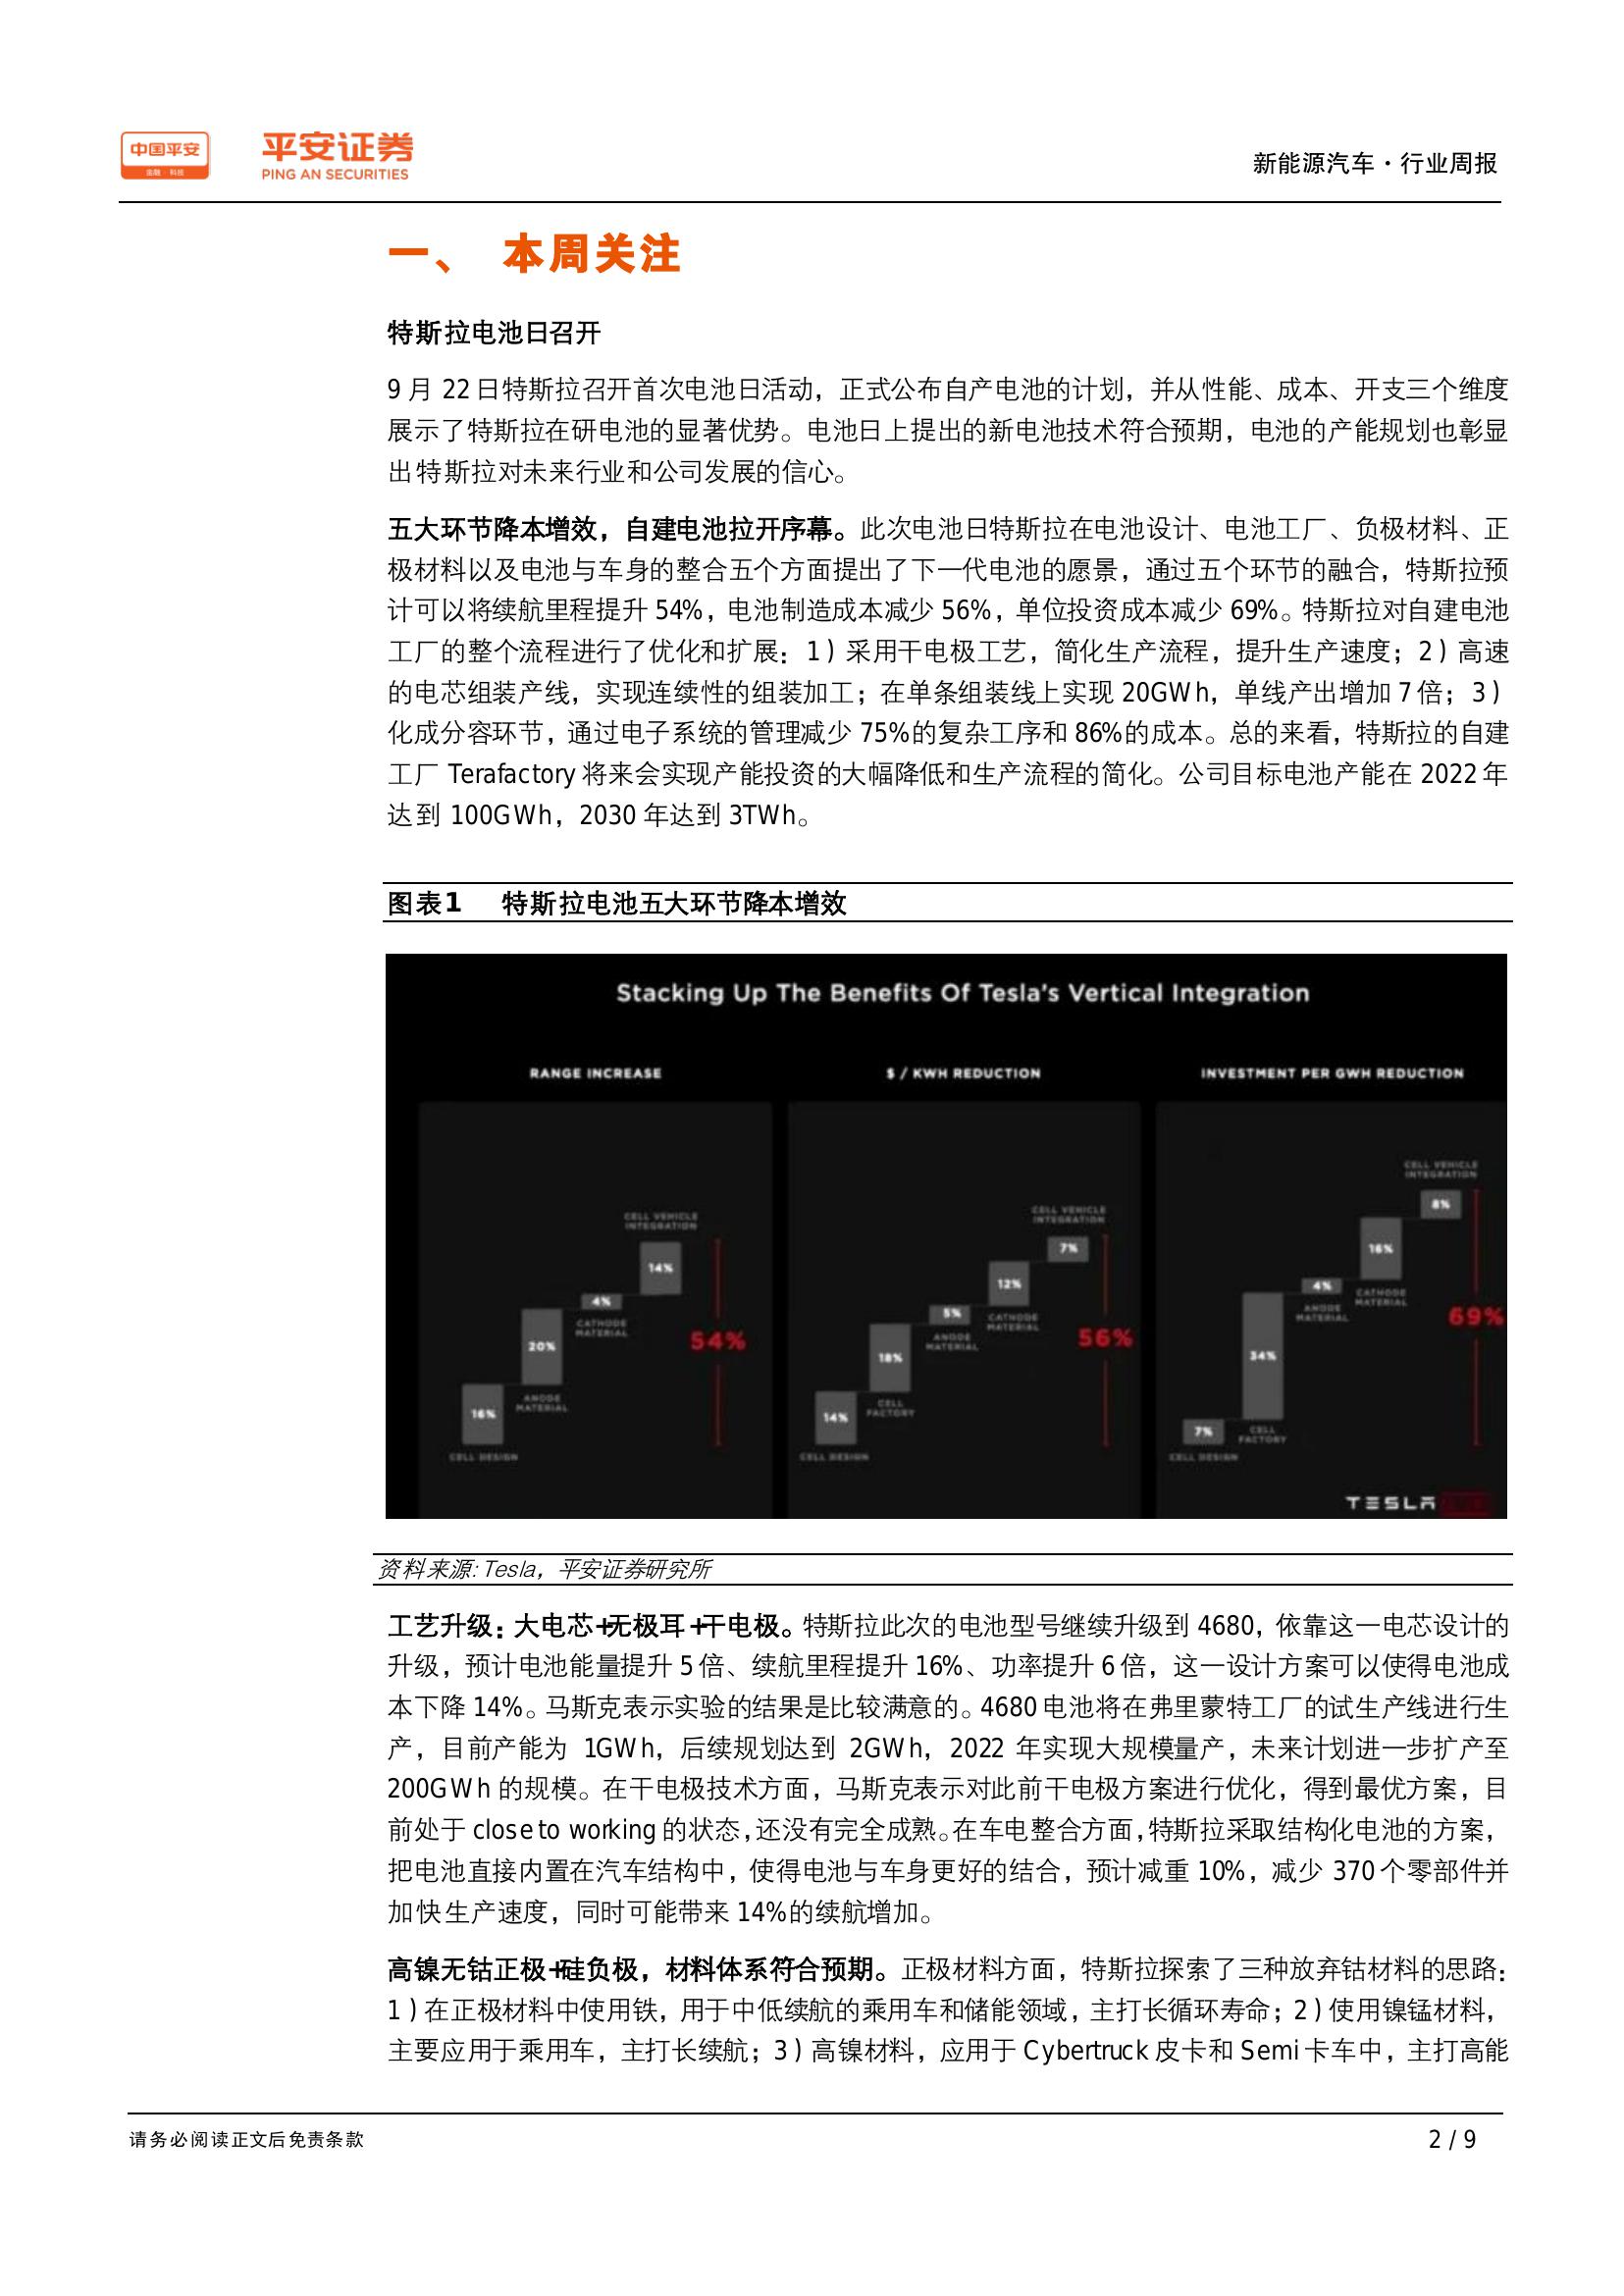 中国平安
金融·科技
平安证券
PING AN SECURITIES
新能源汽车·行业周报
一、 本周关注
特斯拉电池日召开
9 月 22 日特斯拉召开首次电池日活动，正式公布自产电池的计划，并从性能、成本、开支三个维度
展示了特斯拉在研电池的显著优势。电池日上提出的新电池技术符合预期，电池的产能规划也彰显
出特斯拉对未来行业和公司发展的信心。
五大环节降本增效，自建电池拉开序幕。此次电池日特斯拉在电池设计、电池工厂、负极材料、正
极材料以及电池与车身的整合五个方面提出了下一代电池的愿景，通过五个环节的融合，特斯拉预
计可以将续航里程提升 54%，电池制造成本减少 56%，单位投资成本减少 69%。特斯拉对自建电池
工厂的整个流程进行了优化和扩展：1）采用干电极工艺，简化生产流程，提升生产速度；2）高速
的电芯组装产线，实现连续性的组装加工；在单条组装线上实现 20GWh，单线产出增加 7 倍；3）
化成分容环节，通过电子系统的管理减少 75%的复杂工序和 86%的成本。总的来看，特斯拉的自建
工厂 Terafactory 将来会实现产能投资的大幅降低和生产流程的简化。公司目标电池产能在 2022 年
达到 100GWh，2030 年达到 3TWh。
图表1 特斯拉电池五大环节降本增效
Stacking Up The Benefits Of Tesla's Vertical Integration
RANGE INCREASE
16%
CELL DESIGN
20%
ANODE
MATERIAL
4%
CATHODE
MATERIAL
14%
CELL VEHICLE
INTEGRATION
54%
$ / KWH REDUCTION
14%
CELL DESIGN
18%
CELL
FACTORY
5%
ANODE
MATERIAL
12%
CATHODE
MATERIAL
7%
CELL VEHICLE
INTEGRATION
56%
INVESTMENT PER GWH REDUCTION
7%
CELL DESIGN
34%
CELL
FACTORY
4%
ANODE
MATERIAL
16%
CATHODE
MATERIAL
8%
CELL VEHICLE
INTEGRATION
69%
TESLA
资料来源:Tesla，平安证券研究所
工艺升级：大电芯+无极耳+干电极。特斯拉此次的电池型号继续升级到 4680，依靠这一电芯设计的
升级，预计电池能量提升 5 倍、续航里程提升 16%、功率提升 6 倍，这一设计方案可以使得电池成
本下降 14%。马斯克表示实验的结果是比较满意的。4680 电池将在弗里蒙特工厂的试生产线进行生
产，目前产能为 1GWh，后续规划达到 2GWh，2022 年实现大规模量产，未来计划进一步扩产至
200GWh 的规模。在干电极技术方面，马斯克表示对此前干电极方案进行优化，得到最优方案，目
前处于 close to working 的状态，还没有完全成熟。在车电整合方面，特斯拉采取结构化电池的方案，
把电池直接内置在汽车结构中，使得电池与车身更好的结合，预计减重 10%，减少 370 个零部件并
加快生产速度，同时可能带来 14%的续航增加。
高镍无钴正极+硅负极，材料体系符合预期。正极材料方面，特斯拉探索了三种放弃钴材料的思路：
1）在正极材料中使用铁，用于中低续航的乘用车和储能领域，主打长循环寿命；2）使用镍锰材料，
主要应用于乘用车，主打长续航；3）高镍材料，应用于 Cybertruck 皮卡和 Semi 卡车中，主打高能
请务必阅读正文后免责条款
2 / 9